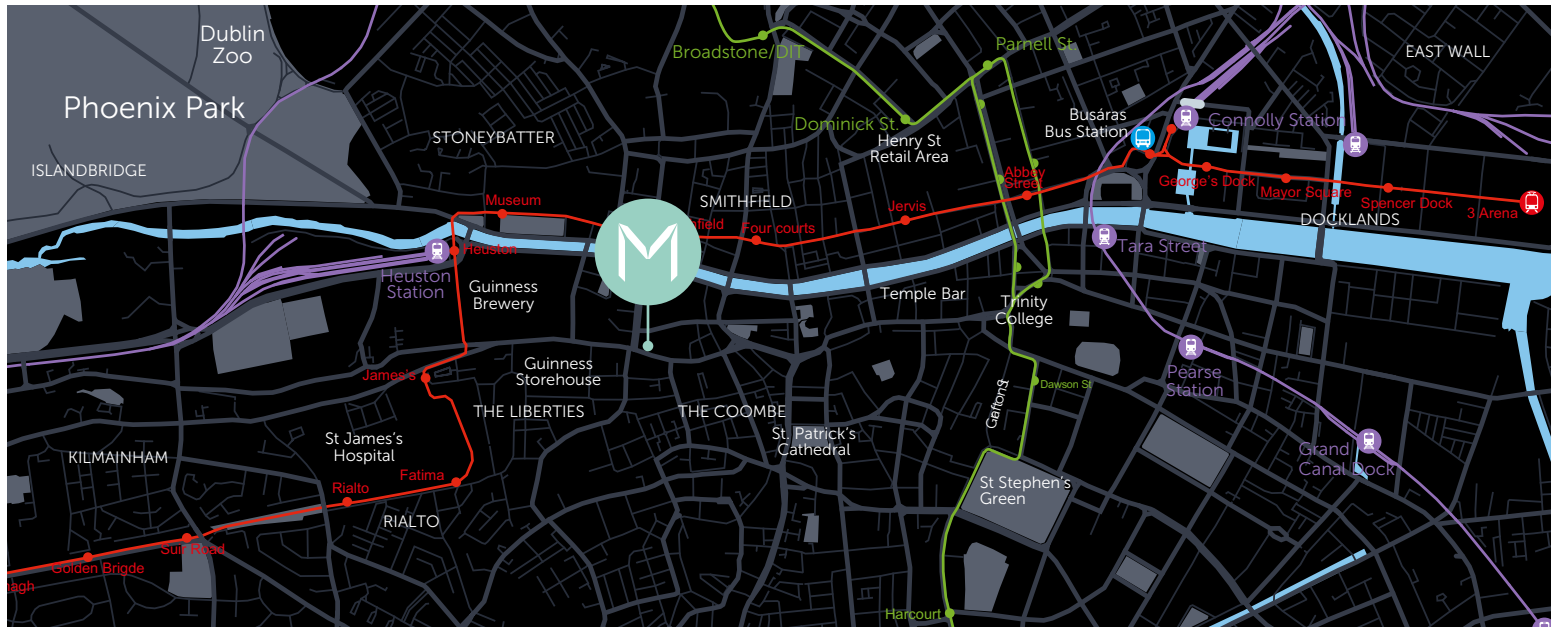 Dublin
Zoo
Phoenix Park
ISLANDBRIDGE
STONEYBATTER
Broadstone/DIT
Parnell St.
Dominick St.
Henry St
Retail Area
Busáras
Bus Station
Connolly Station
EAST WALL
Abbey
Street
George's Dock
Mayor Square
Spencer Dock
3 Arena
DOCKLANDS
Museum
SMITHFIELD
field
Four courts
Jervis
M
Heuston
Heuston
Station
Guinness
Brewery
Temple Bar
Trinity
College
Tara Street
Pearse
Station
James's
Guinness
Storehouse
THE LIBERTIES
THE COOMBE
St. Patrick's
Cathedral
Dawson St
Grand
Canal Dock
St James's
Hospital
KILMAINHAM
Fatima
Rialto
RIALTO
St Stephen's
Green
Suir Road
Golden Brigde
nagh
Harcourt